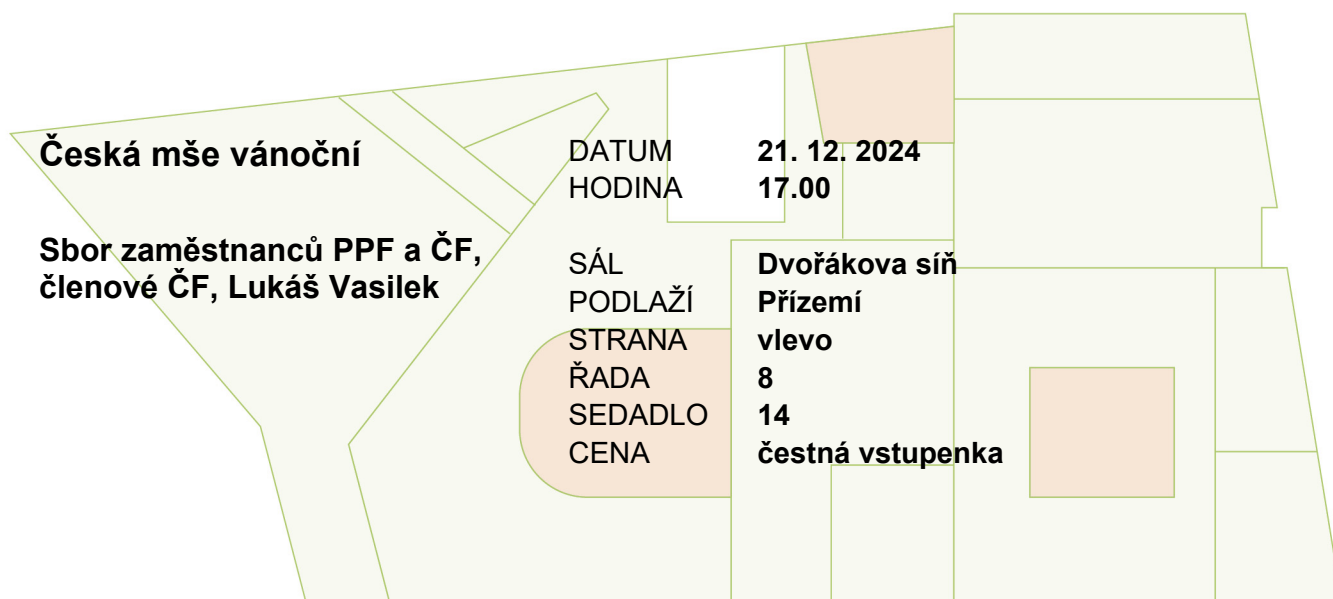 Česká mše vánoční
Sbor zaměstnanců PPF a ČF,
členové ČF, Lukáš Vasilek
DATUM 21. 12. 2024
HODINA 17.00
SÁL Dvořákova síň
PODLAŽÍ Přízemí
STRANA vlevo
ŘADA 8
SEDADLO 14
CENA čestná vstupenka